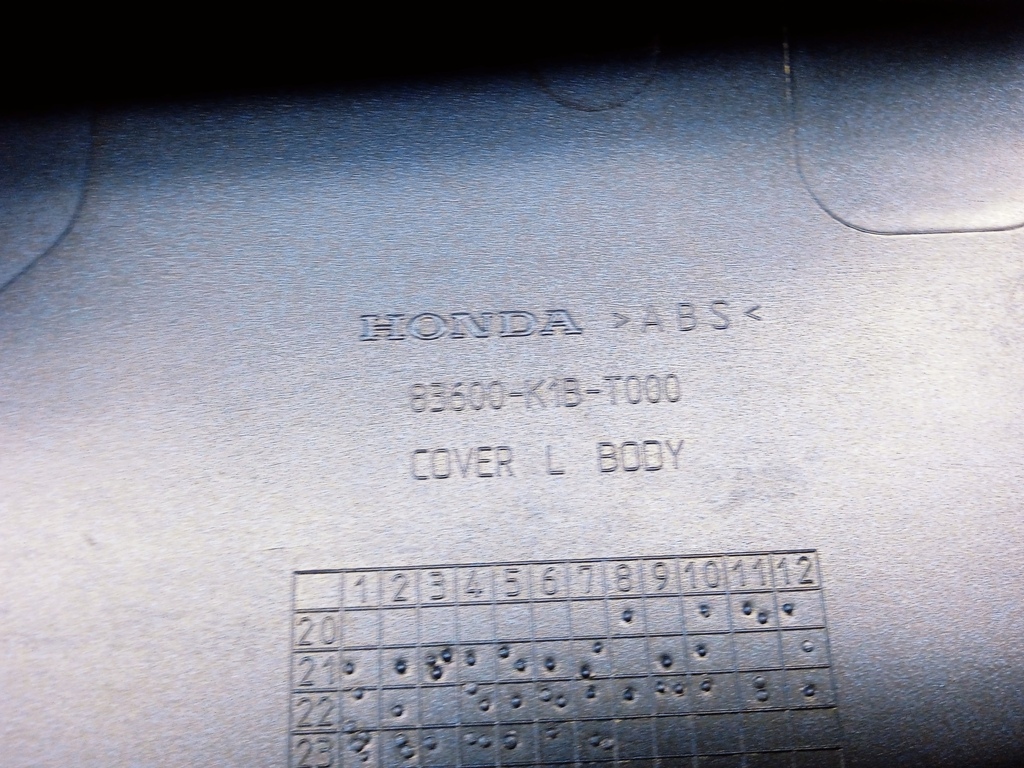 HONDA >ABS<
83600-K1B-T000
COVER L BODY
1 2 3 4 5 6 7 8 9 10 11 12
20
21
22
23